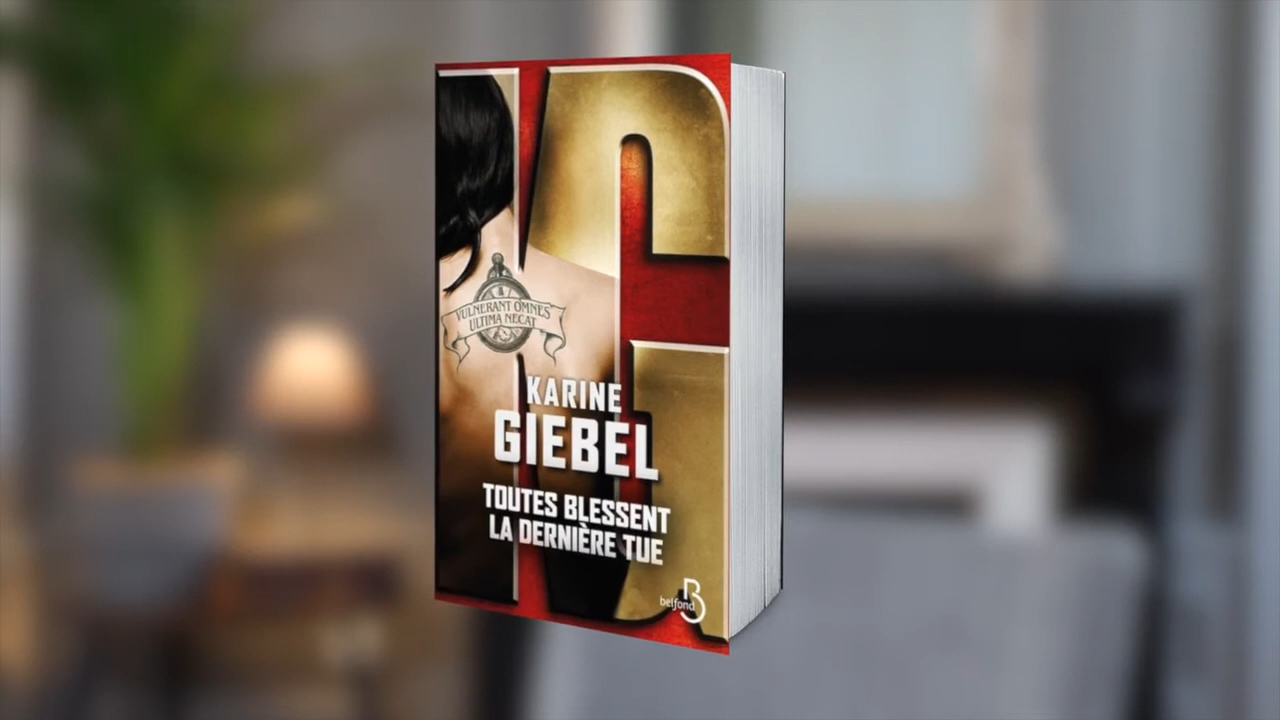 VULNERANT OMNES
ULTIMA NECAT
KARINE
GIEBEL
TOUTES BLESSENT
LA DERNIÈRE TUE
belfond